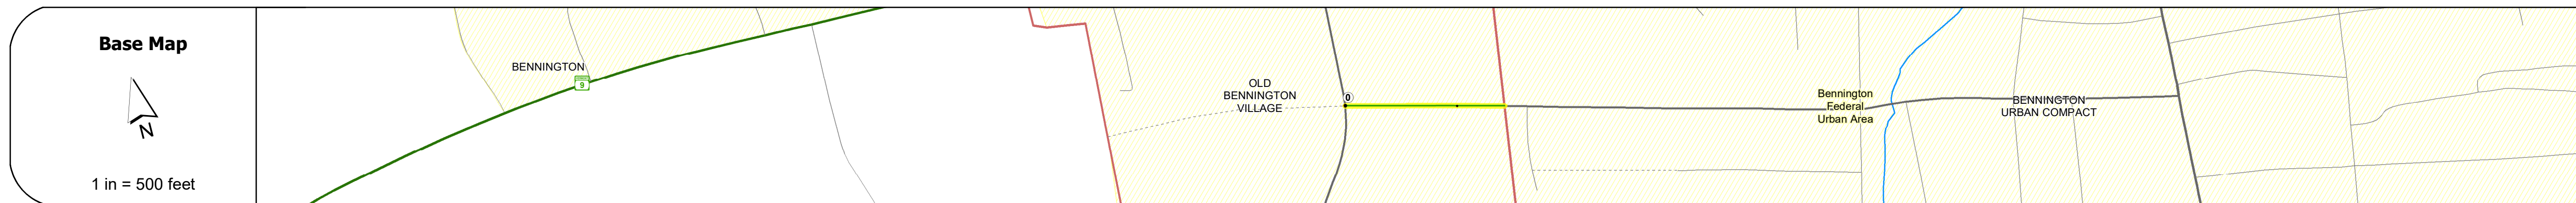 Base Map
N
1 in = 500 feet
BENNINGTON
9
OLD
BENNINGTON
VILLAGE
0
Bennington
Federal
Urban Area
BENNINGTON
URBAN COMPACT